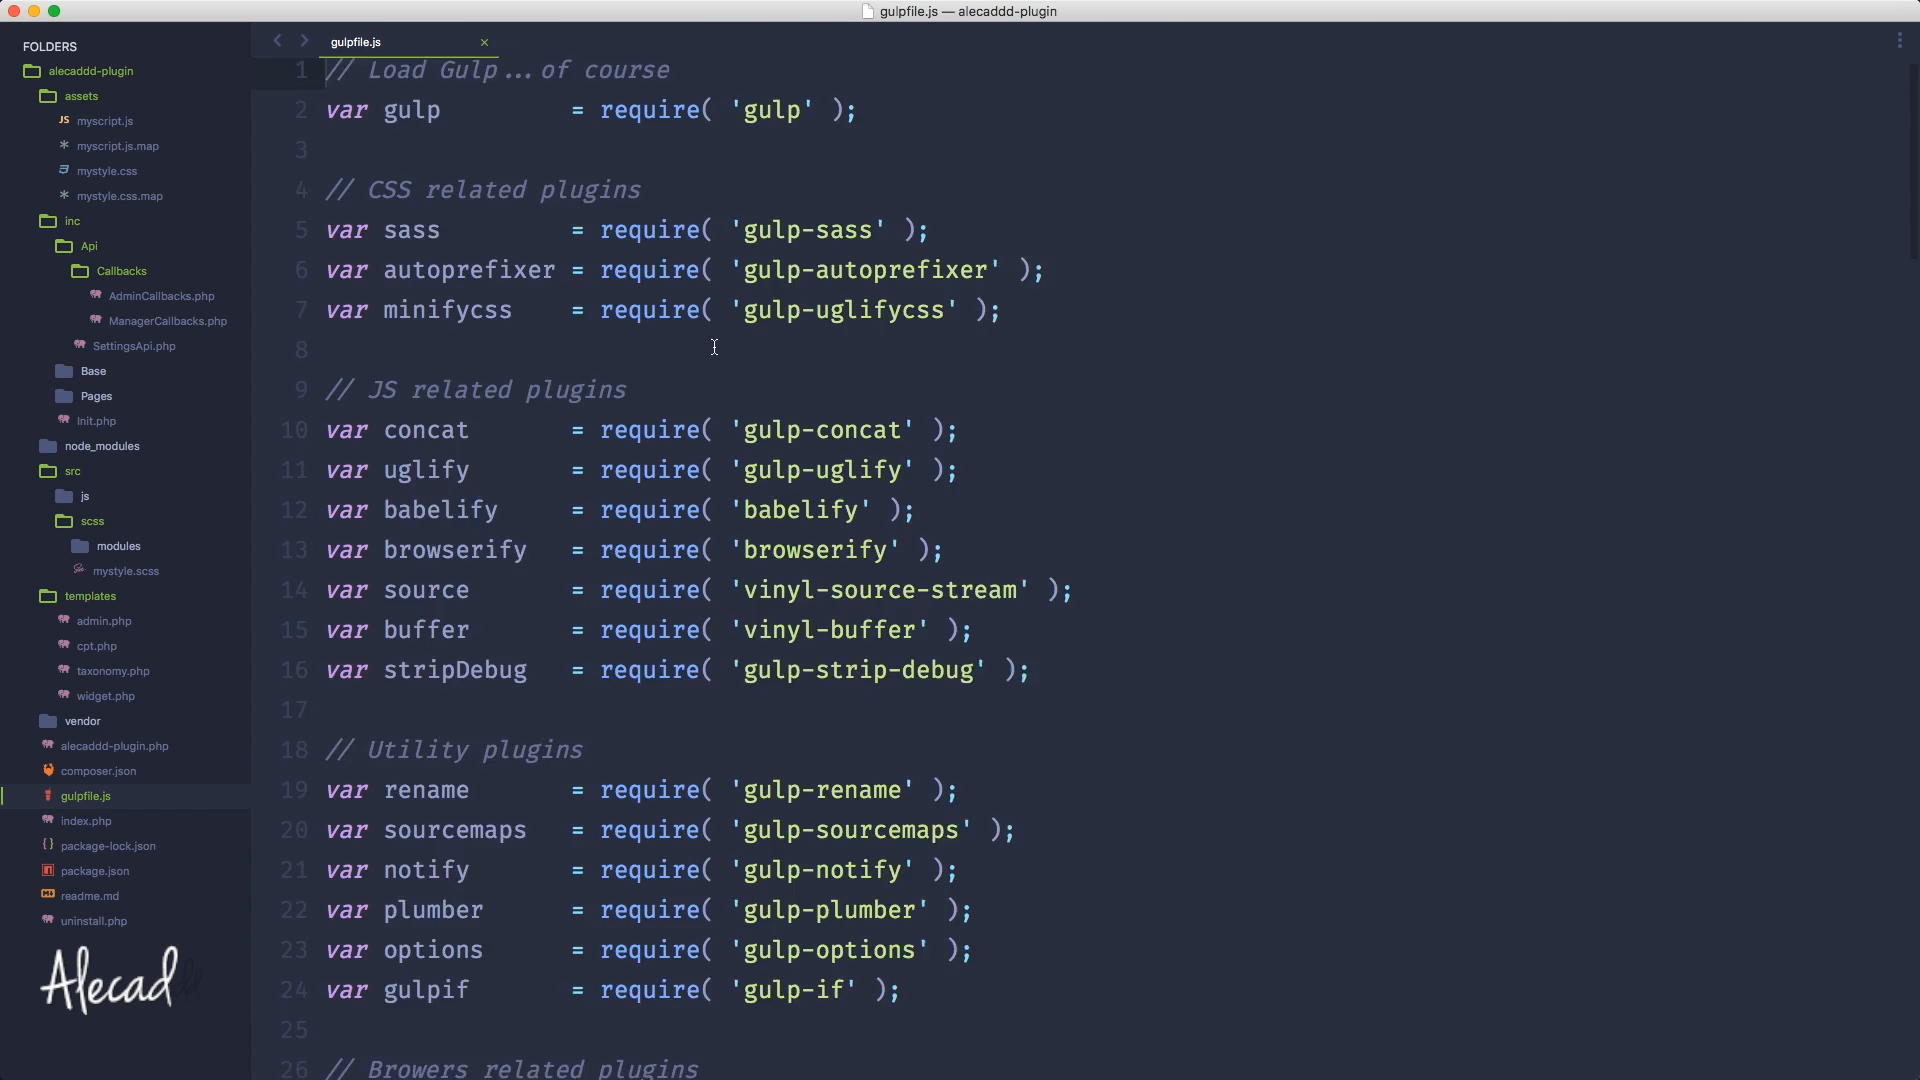 gulpfile.js — alecaddd-plugin
FOLDERS
alecaddd-plugin
assets
JS myscript.js
* myscript.js.map
mystyle.css
* mystyle.css.map
inc
Api
Callbacks
AdminCallbacks.php
ManagerCallbacks.php
SettingsApi.php
Base
Pages
Init.php
node_modules
src
js
scss
modules
mystyle.scss
templates
admin.php
cpt.php
taxonomy.php
widget.php
vendor
alecaddd-plugin.php
composer.json
gulpfile.js
index.php
{} package-lock.json
package.json
readme.md
uninstall.php
Alecad
gulpfile.js ×
1 // Load Gulp...of course
2 var gulp = require( 'gulp' );
3
4 // CSS related plugins
5 var sass = require( 'gulp-sass' );
6 var autoprefixer = require( 'gulp-autoprefixer' );
7 var minifycss = require( 'gulp-uglifycss' );
8
9 // JS related plugins
10 var concat = require( 'gulp-concat' );
11 var uglify = require( 'gulp-uglify' );
12 var babelify = require( 'babelify' );
13 var browserify = require( 'browserify' );
14 var source = require( 'vinyl-source-stream' );
15 var buffer = require( 'vinyl-buffer' );
16 var stripDebug = require( 'gulp-strip-debug' );
17
18 // Utility plugins
19 var rename = require( 'gulp-rename' );
20 var sourcemaps = require( 'gulp-sourcemaps' );
21 var notify = require( 'gulp-notify' );
22 var plumber = require( 'gulp-plumber' );
23 var options = require( 'gulp-options' );
24 var gulpif = require( 'gulp-if' );
25
26 // Browers related plugins